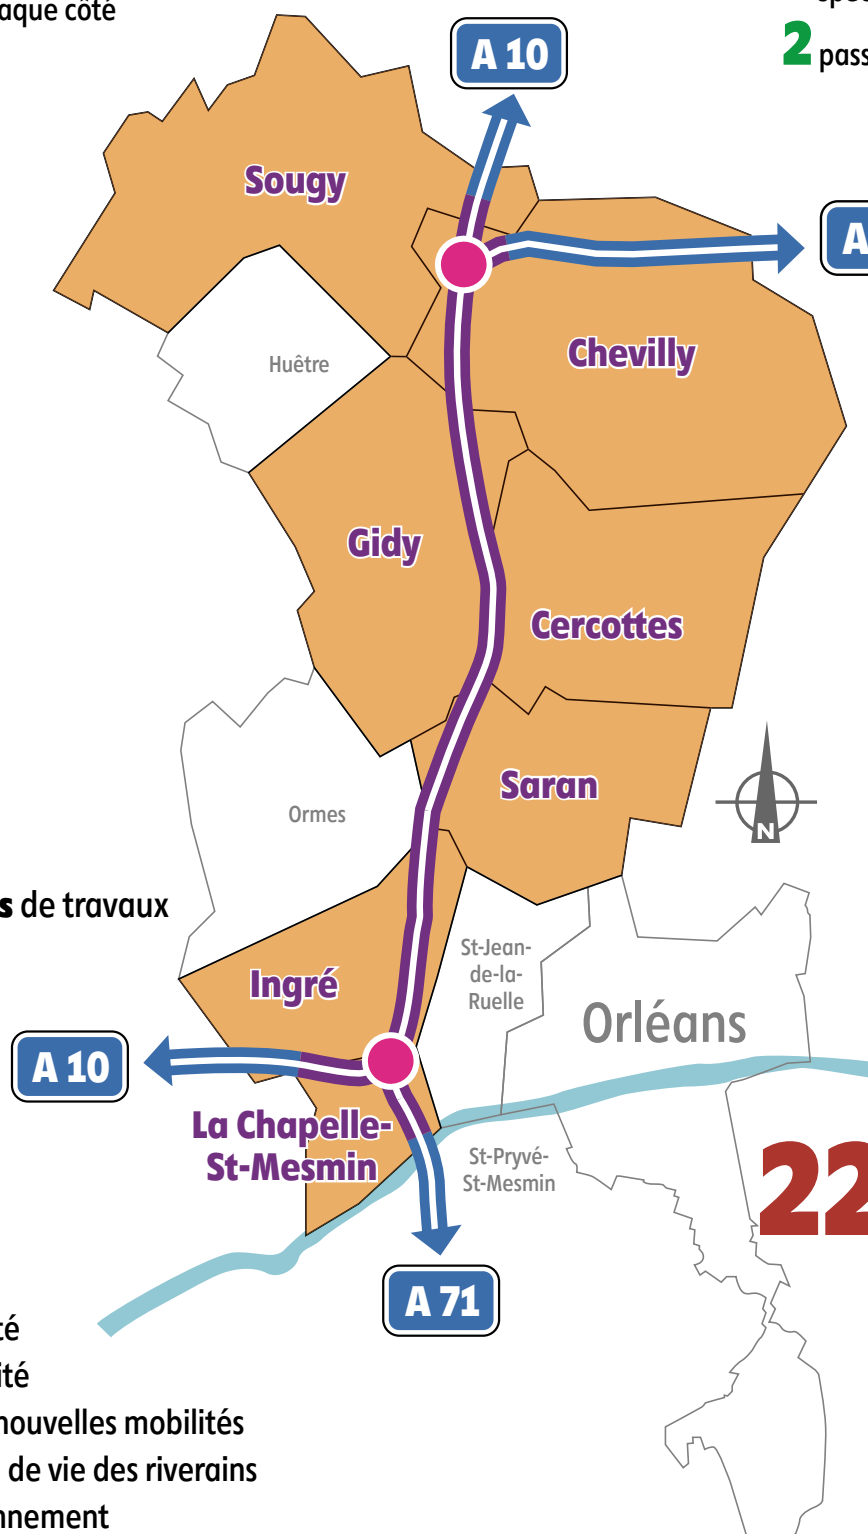 aque côté
A 10
2 pass
Sougy
A
Chevilly
Huêtre
Gidy
Cercottes
Saran
Ormes
N
s de travaux
St-Jean-
de-la-
Ruelle
Ingré
Orléans
A 10
La Chapelle-
St-Mesmin
St-Pryvé-
St-Mesmin
22
A 71
té
ité
nouvelles mobilités
de vie des riverains
nnement